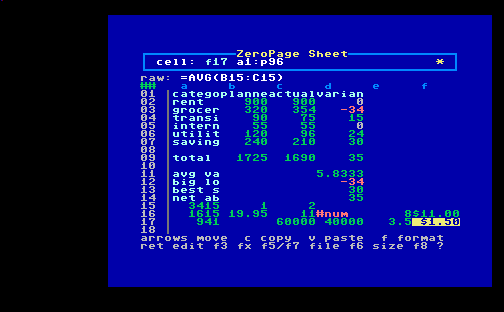 ZeroPage Sheet
cell: f17 a1:p96 *
raw: =AVG(B15:C15)
## a b c d e f
01 categoplanneactualvarian
02 rent 900 900 0
03 grocer 320 354 -34
04 transi 90 75 15
05 intern 55 55 0
06 utilit 120 96 24
07 saving 240 210 30
08
09 total 1725 1690 35
10
11 avg va 5.8333
12 big lo -34
13 best s 30
14 net ab 35
15 3415 1 2
16 1615 19.95 11#num 8$11.00
17 941 60000 40000 3.5 $1.50
18
arrows move c copy v paste f format
ret edit f3 fx f5/f7 file f6 size f8 ?